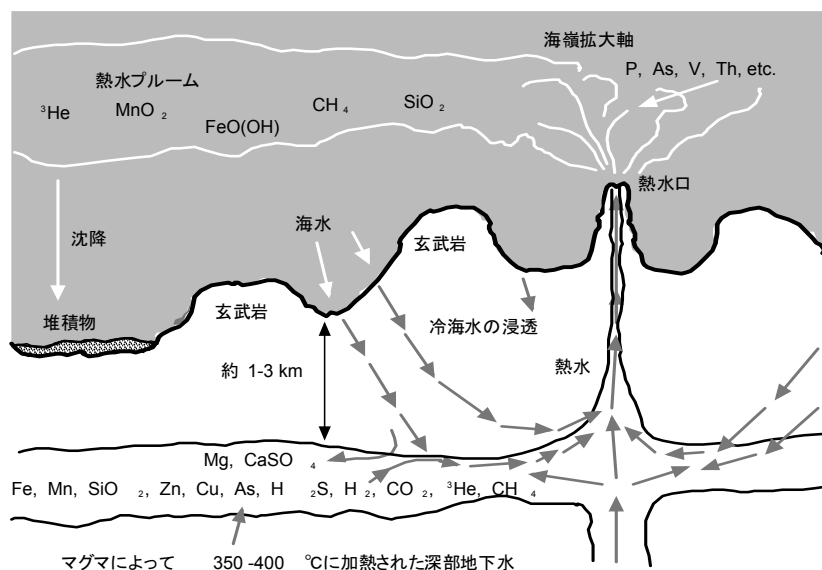 海嶺拡大軸
P, As, V, Th, etc.
熱水プルーム
³He MnO₂ FeO(OH) CH₄ SiO₂
熱水口
海水
沈降
玄武岩
堆積物
玄武岩
冷海水の浸透
約 1-3 km
熱水
Mg, CaSO₄
Fe, Mn, SiO₂, Zn, Cu, As, H₂S, H₂, CO₂, ³He, CH₄
マグマによって 350-400 ℃に加熱された深部地下水